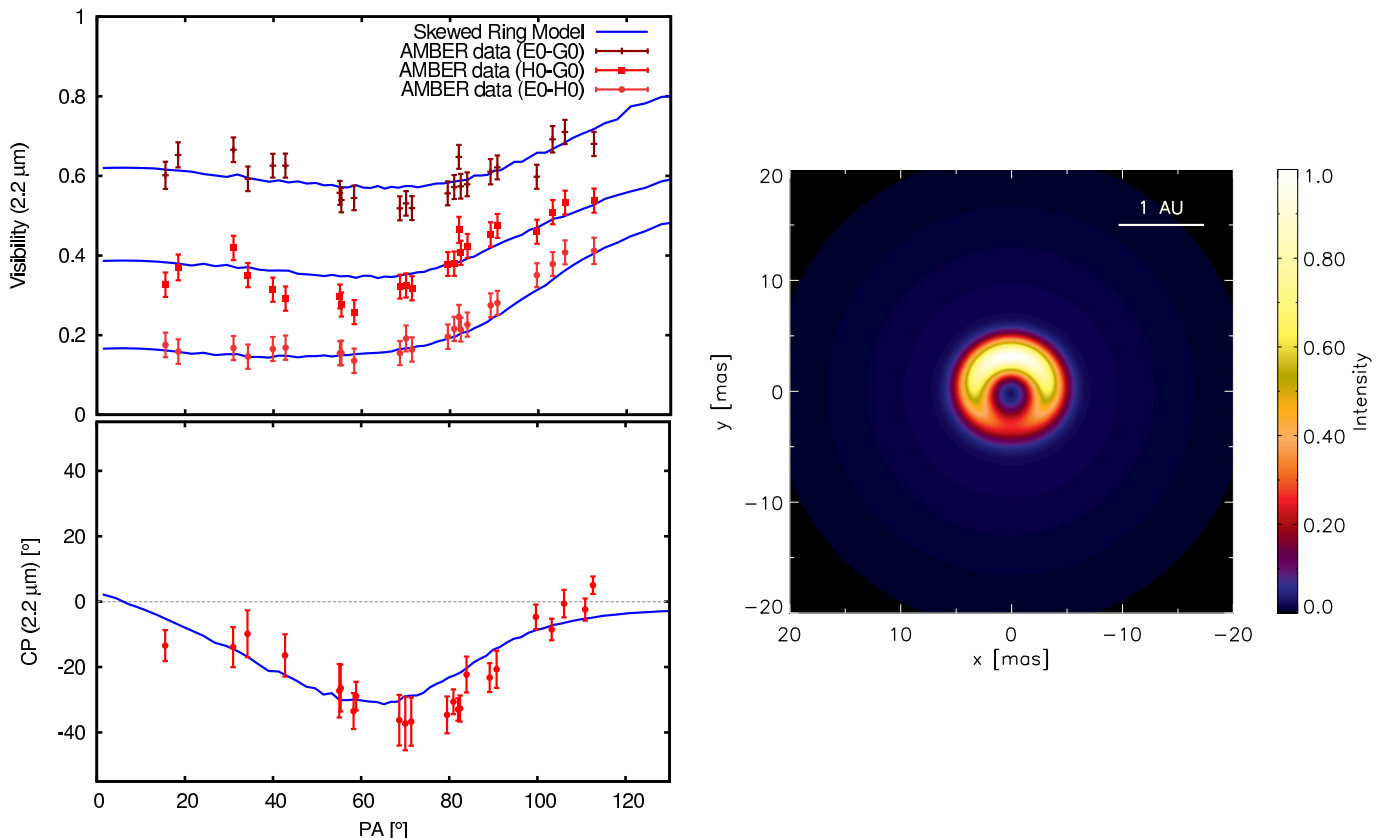 Skewed Ring Model
AMBER data (E0-G0)
AMBER data (H0-G0)
AMBER data (E0-H0)
1
0.8
0.6
0.4
0.2
0
Visibility (2.2 μm)
40
20
0
-20
-40
CP (2.2 μm) [°]
0 20 40 60 80 100 120
PA [°]
20
10
0
−10
−20
y [mas]
1 AU
20 10 0 −10 −20
x [mas]
1.0
0.80
0.60
0.40
0.20
0.0
Intensity